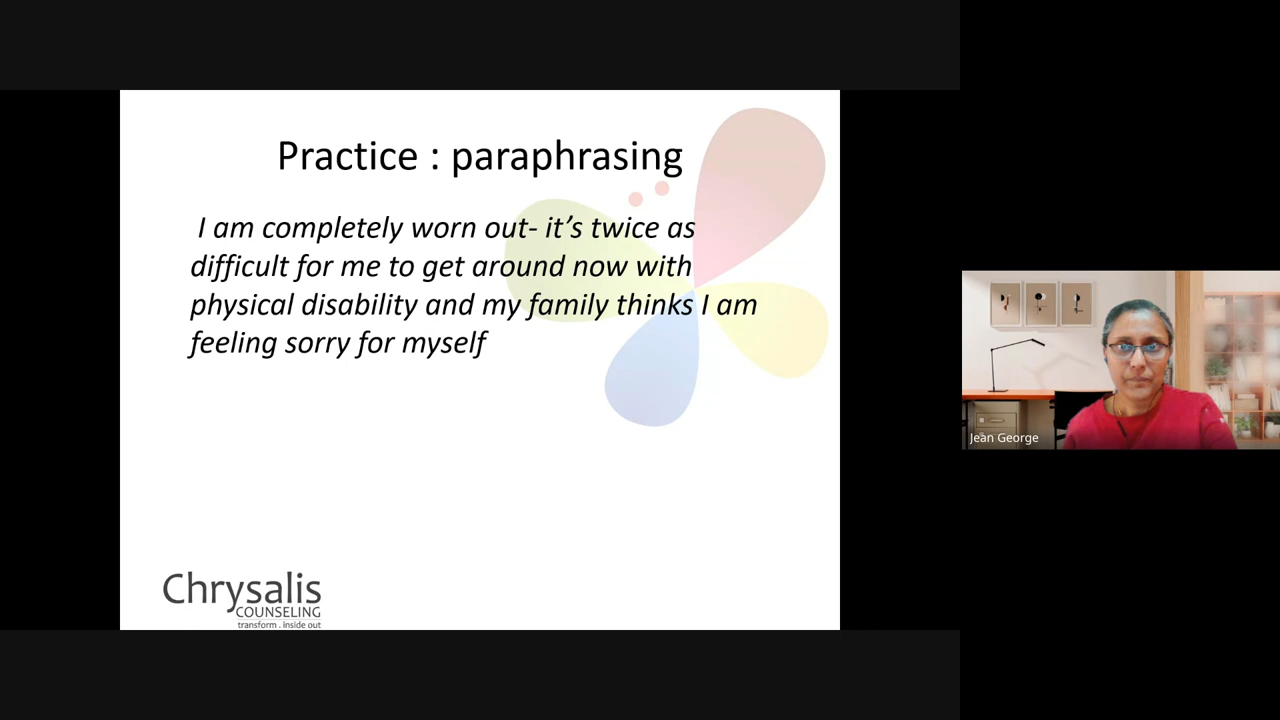 Practice : paraphrasing
I am completely worn out- it's twice as
difficult for me to get around now with
physical disability and my family thinks I am
feeling sorry for myself
Chrysalis
COUNSELING
transform . inside out
Jean George